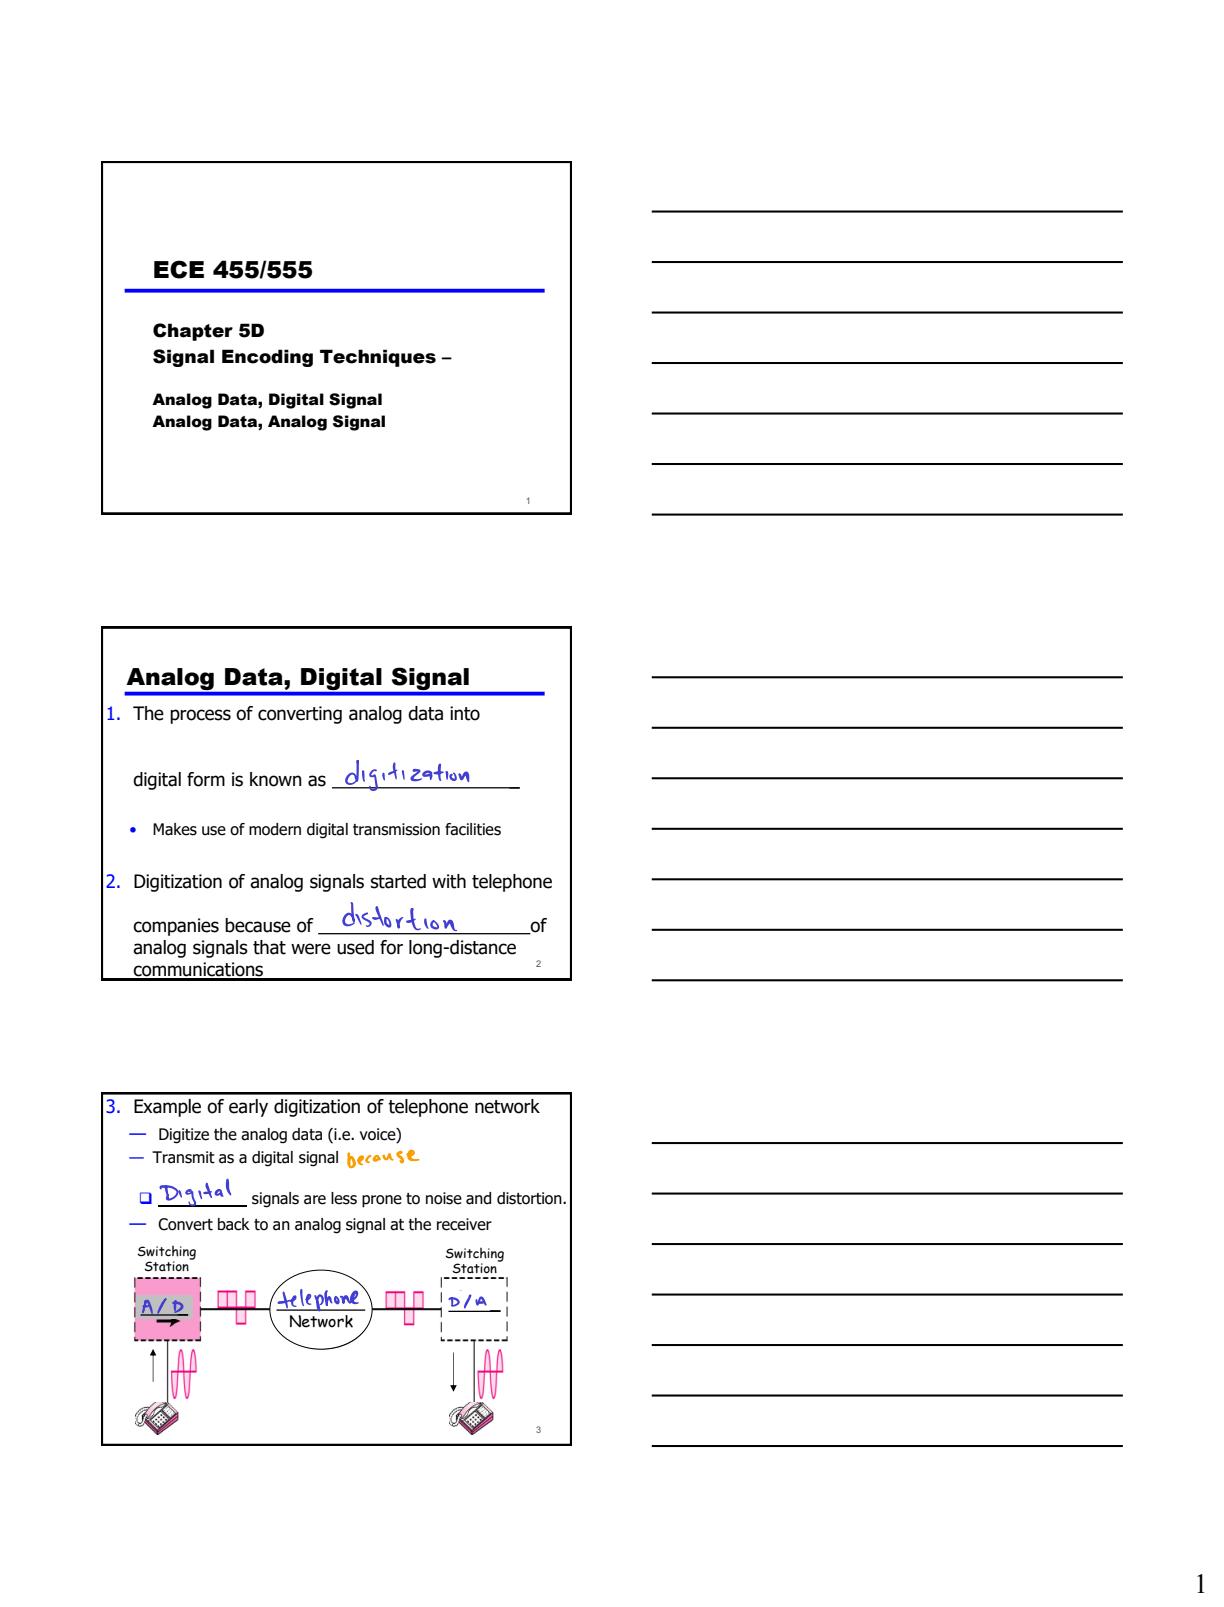 ECE 455/555
Chapter 5D
Signal Encoding Techniques –
Analog Data, Digital Signal
Analog Data, Analog Signal
1
Analog Data, Digital Signal
1. The process of converting analog data into
digital form is known as digitization
• Makes use of modern digital transmission facilities
2. Digitization of analog signals started with telephone
companies because of distortion of
analog signals that were used for long-distance
communications
2
3. Example of early digitization of telephone network
— Digitize the analog data (i.e. voice)
— Transmit as a digital signal because
❑ Digital signals are less prone to noise and distortion.
— Convert back to an analog signal at the receiver
Switching
Station
A/D
telephone
Network
Switching
Station
D/A
3
1